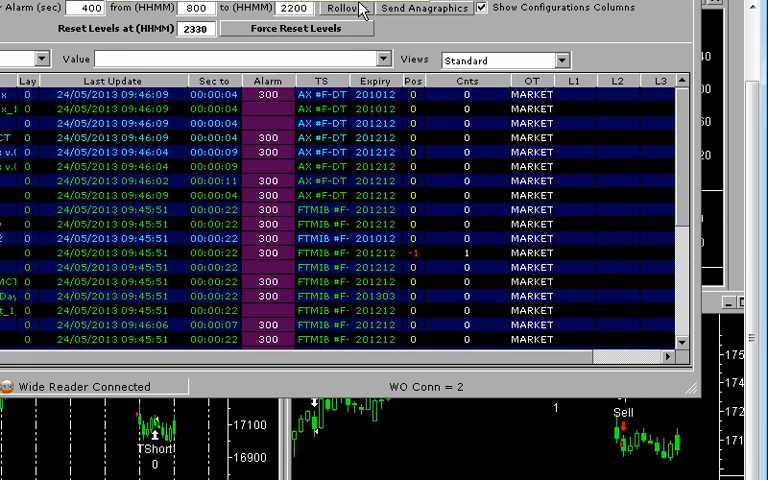 Alarm (sec) 400 from (HHMM) 800 to (HHMM) 2200 Rollov Send Anagraphics Show Configurations Columns
Reset Levels at (HHMM) 2330 Force Reset Levels
Value Views Standard
Lay Last Update Sec to Alarm TS Expiry Pos Cnts OT L1 L2 L3
x 0 24/05/2013 09:46:09 00:00:04 300 AX #F-DT 201012 0 0 MARKET
x_1 0 24/05/2013 09:46:09 00:00:04 AX #F-DT 201212 0 0 MARKET
0 24/05/2013 09:46:09 00:00:04 AX #F-DT 201212 0 0 MARKET
CT 0 24/05/2013 09:46:09 00:00:04 300 AX #F-DT 201212 0 0 MARKET
v.( 0 24/05/2013 09:46:04 00:00:09 300 AX #F-DT 201012 0 0 MARKET
0 24/05/2013 09:46:04 00:00:09 AX #F-DT 201212 0 0 MARKET
0 24/05/2013 09:46:02 00:00:11 300 AX #F-DT 201212 0 0 MARKET
0 24/05/2013 09:46:09 00:00:04 300 AX #F-DT 201212 0 0 MARKET
0 24/05/2013 09:45:51 00:00:22 300 FTMIB #F- 201212 0 0 MARKET
0 24/05/2013 09:45:51 00:00:22 300 FTMIB #F- 201212 0 0 MARKET
2 0 24/05/2013 09:45:51 00:00:22 300 FTMIB #F- 201012 0 0 MARKET
0 24/05/2013 09:45:51 00:00:22 300 FTMIB #F- 201212 -1 1 MARKET
0 24/05/2013 09:45:51 00:00:22 FTMIB #F- 201212 0 0 MARKET
MCT 0 24/05/2013 09:45:51 00:00:22 300 FTMIB #F- 201212 0 0 MARKET
Day 0 24/05/2013 09:45:51 00:00:22 300 FTMIB #F- 201303 0 0 MARKET
t_1 0 24/05/2013 09:45:51 00:00:22 FTMIB #F- 201212 0 0 MARKET
0 24/05/2013 09:46:06 00:00:07 300 FTMIB #F- 201212 0 0 MARKET
0 24/05/2013 09:45:51 00:00:22 300 FTMIB #F- 201212 0 0 MARKET
Wide Reader Connected WO Conn = 2
40
00
60
20
175
174
172
171
1
Sell
17100
16900
TShort
0